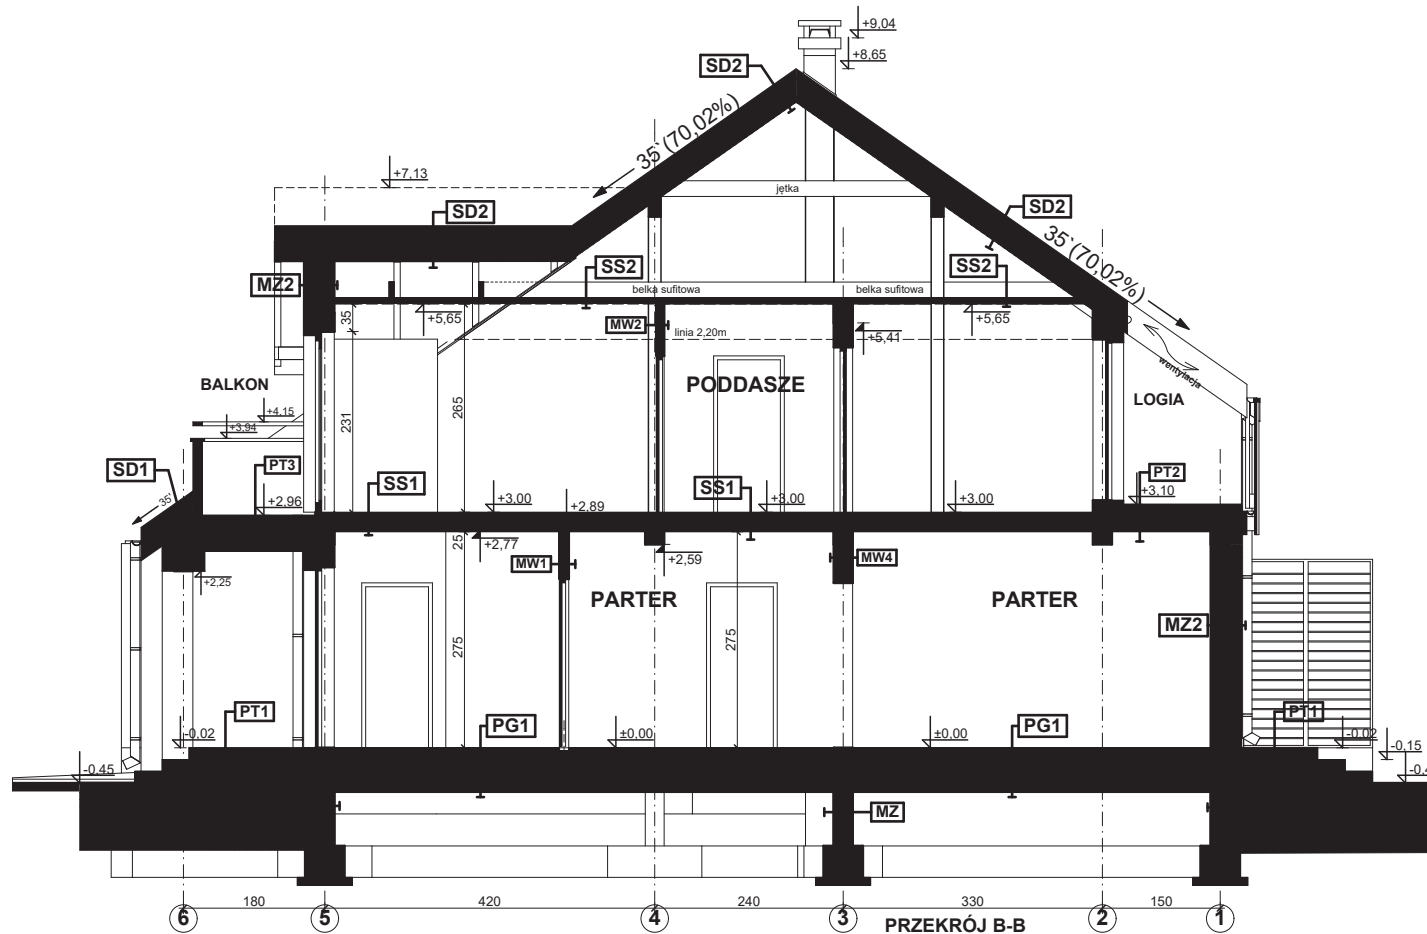 +9,04
+8,65
SD2
35`(70,02%)
+7,13
jętka
SD2
SD2
35`(70,02%)
SS2
SS2
MZ2
belka sufitowa
belka sufitowa
35
+5,65
MW2
linia 2,20m
+5,41
+5,65
wentylacja
BALKON
PODDASZE
LOGIA
+4,15
+3,94
231
265
SD1
PT3
SS1
SS1
PT2
35`
+2,96
+3,00
+2,89
+3,00
+3,00
+3,10
25
+2,77
MW1
+2,59
MW4
+2,25
PARTER
PARTER
275
275
MZ2
PT1
PG1
PG1
PT1
-0,02
±0,00
±0,00
-0,02
-0,15
-0,45
MZ
180
420
240
330
150
6
5
4
3
2
1
PRZEKRÓJ B-B